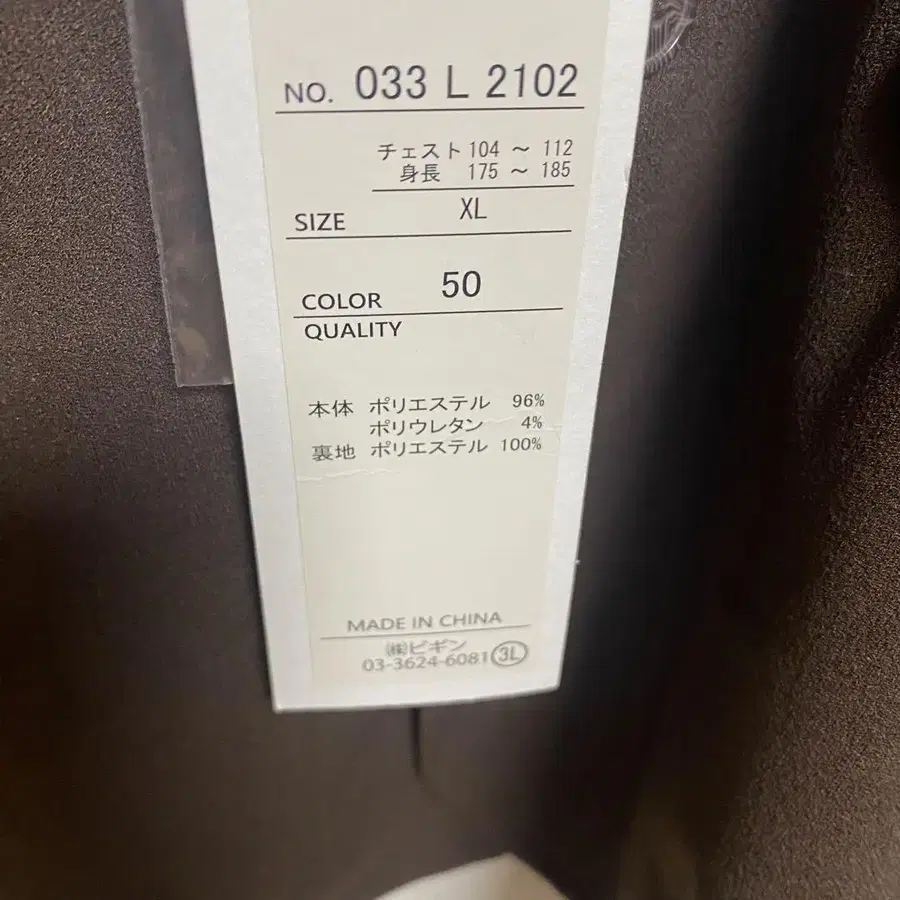 NO. 033 L 2102
チェスト 104 ～ 112
身長 175 ～ 185
SIZE XL
COLOR 50
QUALITY
本体 ポリエステル 96%
ポリウレタン 4%
裏地 ポリエステル 100%
MADE IN CHINA
㈱ビギン
03-3624-6081 3L